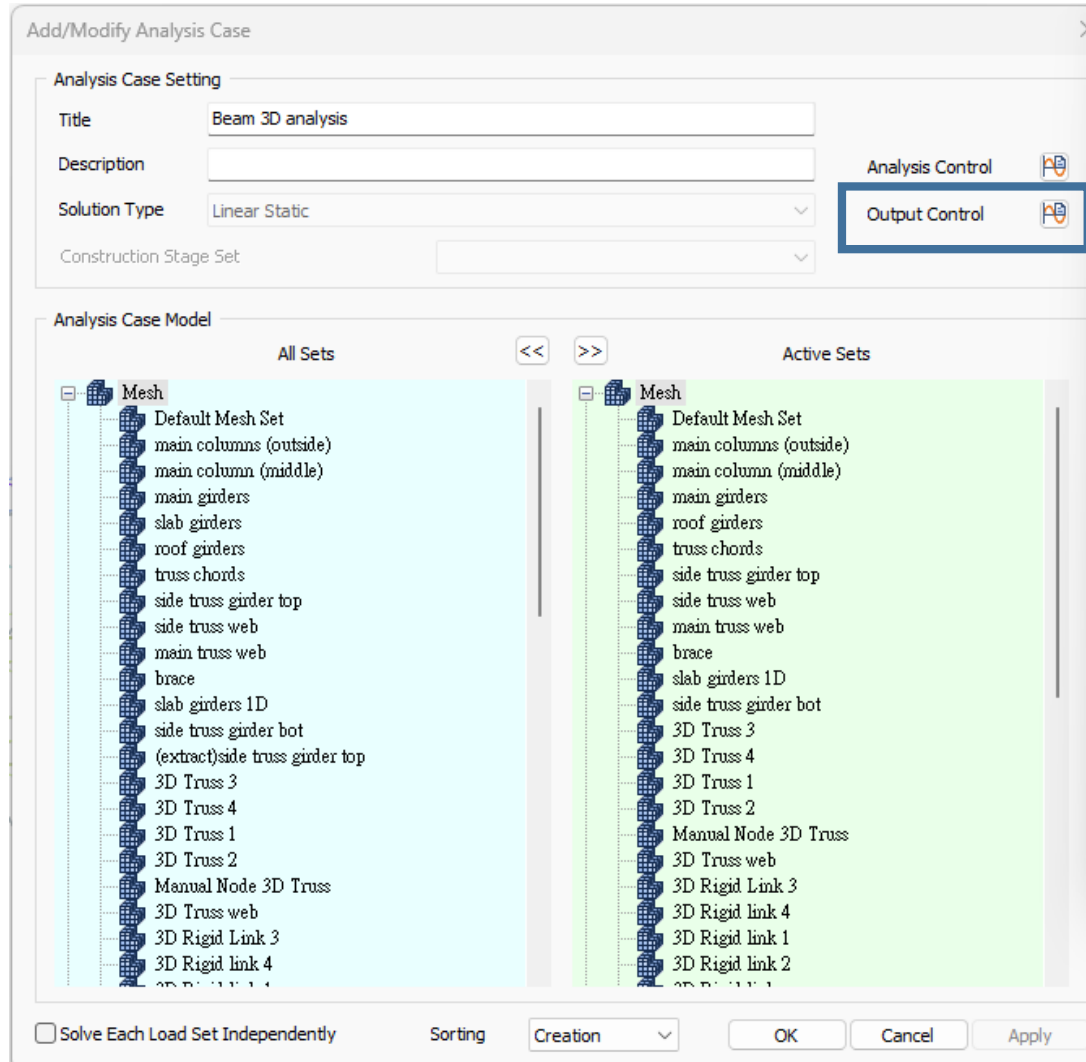 Add/Modify Analysis Case
Analysis Case Setting
Title
Beam 3D analysis
Description
Analysis Control
Solution Type
Linear Static
Output Control
Construction Stage Set
Analysis Case Model
All Sets
<<
>>
Active Sets
Mesh
Default Mesh Set
main columns (outside)
main column (middle)
main girders
slab girders
roof girders
truss chords
side truss girder top
side truss web
main truss web
brace
slab girders 1D
side truss girder bot
(extract)side truss girder top
3D Truss 3
3D Truss 4
3D Truss 1
3D Truss 2
Manual Node 3D Truss
3D Truss web
3D Rigid Link 3
3D Rigid link 4
Mesh
Default Mesh Set
main columns (outside)
main column (middle)
main girders
roof girders
truss chords
side truss girder top
side truss web
main truss web
brace
slab girders 1D
side truss girder bot
3D Truss 3
3D Truss 4
3D Truss 1
3D Truss 2
Manual Node 3D Truss
3D Truss web
3D Rigid Link 3
3D Rigid link 4
3D Rigid link 1
3D Rigid link 2
Solve Each Load Set Independently
Sorting
Creation
OK
Cancel
Apply